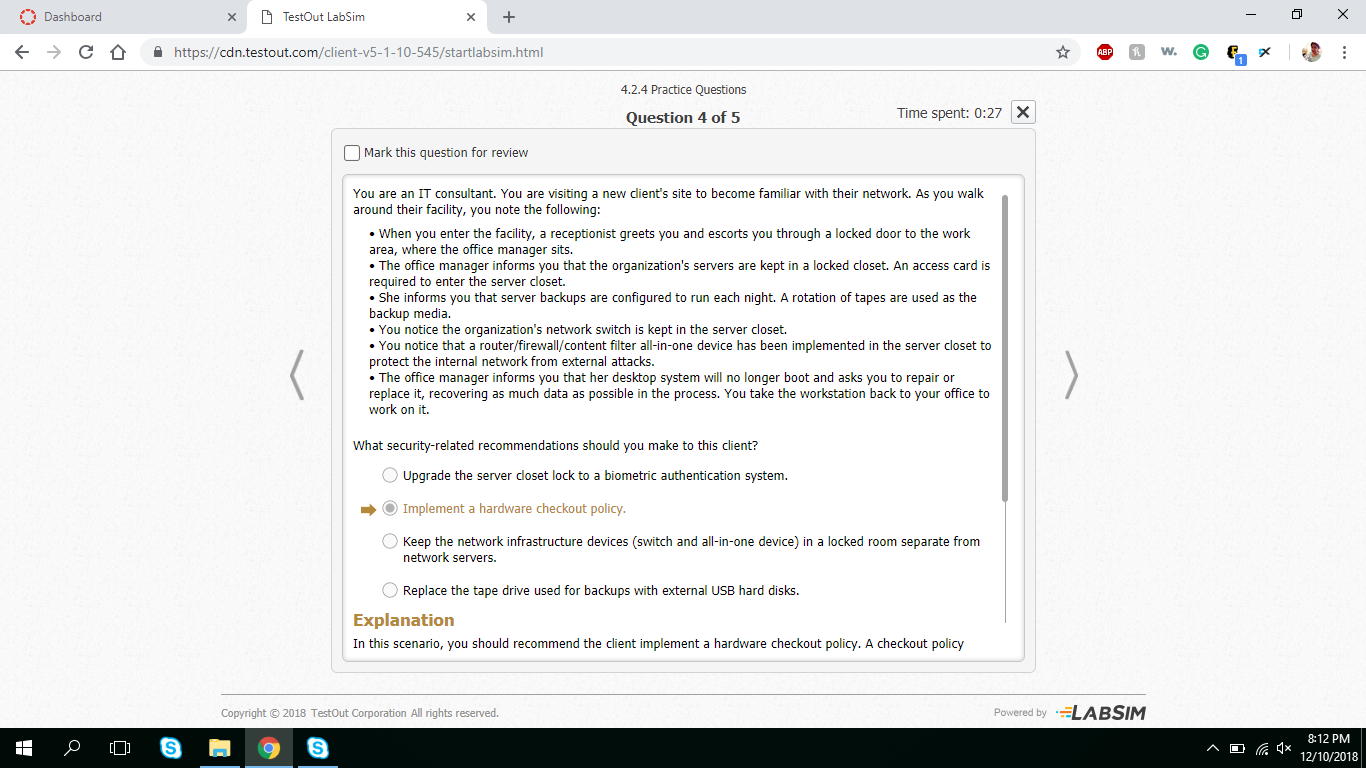 Dashboard
TestOut LabSim
https://cdn.testout.com/client-v5-1-10-545/startlabsim.html
ABP
w.
1
4.2.4 Practice Questions
Question 4 of 5
Time spent: 0:27
Mark this question for review
You are an IT consultant. You are visiting a new client's site to become familiar with their network. As you walk
around their facility, you note the following:
• When you enter the facility, a receptionist greets you and escorts you through a locked door to the work
area, where the office manager sits.
• The office manager informs you that the organization's servers are kept in a locked closet. An access card is
required to enter the server closet.
• She informs you that server backups are configured to run each night. A rotation of tapes are used as the
backup media.
• You notice the organization's network switch is kept in the server closet.
• You notice that a router/firewall/content filter all-in-one device has been implemented in the server closet to
protect the internal network from external attacks.
• The office manager informs you that her desktop system will no longer boot and asks you to repair or
replace it, recovering as much data as possible in the process. You take the workstation back to your office to
work on it.
What security-related recommendations should you make to this client?
Upgrade the server closet lock to a biometric authentication system.
Implement a hardware checkout policy.
Keep the network infrastructure devices (switch and all-in-one device) in a locked room separate from
network servers.
Replace the tape drive used for backups with external USB hard disks.
Explanation
In this scenario, you should recommend the client implement a hardware checkout policy. A checkout policy
Copyright © 2018 TestOut Corporation All rights reserved.
Powered by LABSIM
8:12 PM
12/10/2018